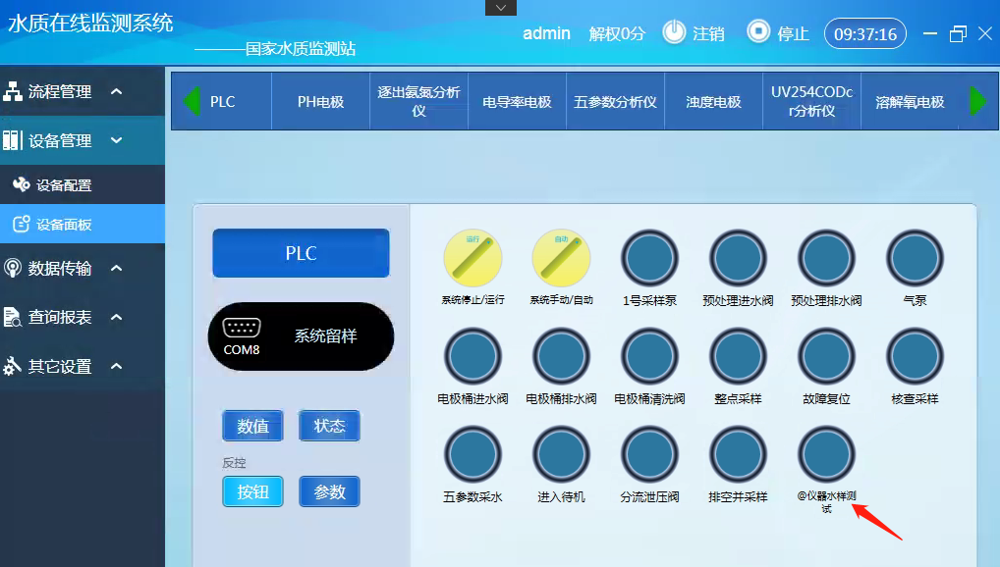 水质在线监测系统
———国家水质监测站
admin 解权0分 注销 停止 09:37:16
流程管理
设备管理
设备配置
设备面板
数据传输
查询报表
其它设置
PLC
PH电极
逐出氨氮分析
仪
电导率电极
五参数分析仪
浊度电极
UV254CODc
r分析仪
溶解氧电极
PLC
COM8
系统留样
数值 状态
反控
按钮 参数
运行
自动
系统停止/运行 系统手动/自动 1号采样泵 预处理进水阀 预处理排水阀 气泵
电极桶进水阀 电极桶排水阀 电极桶清洗阀 整点采样 故障复位 核查采样
五参数采水 进入待机 分流泄压阀 排空并采样 @仪器水样测
试